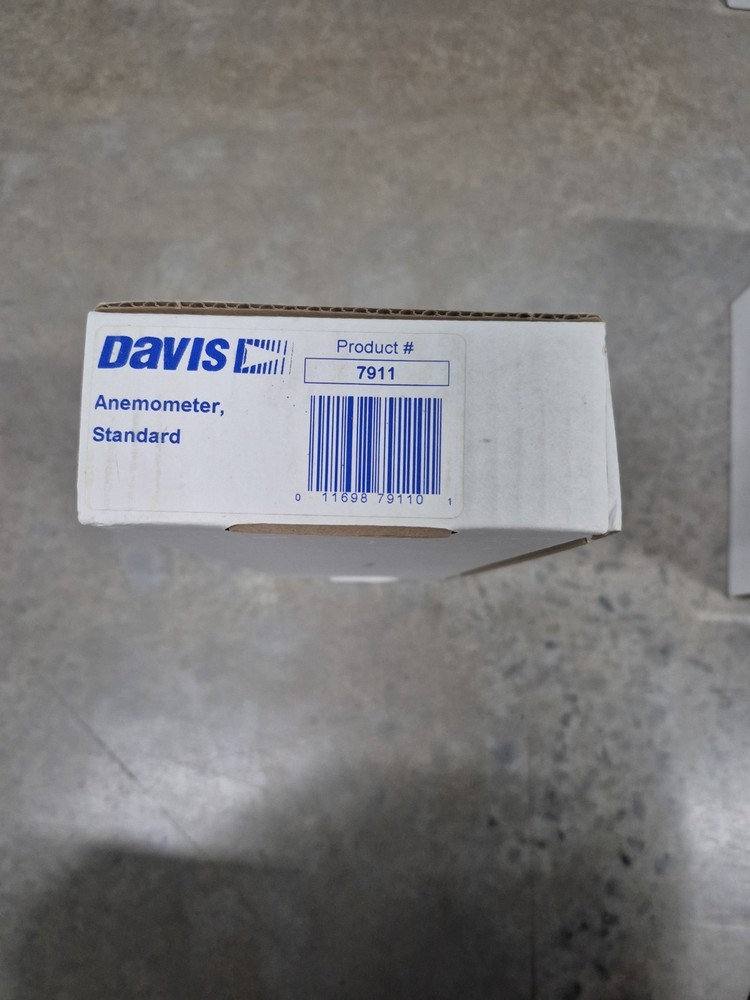 DAVIS
Product #
7911
Anemometer,
Standard
0 11698 79110 1